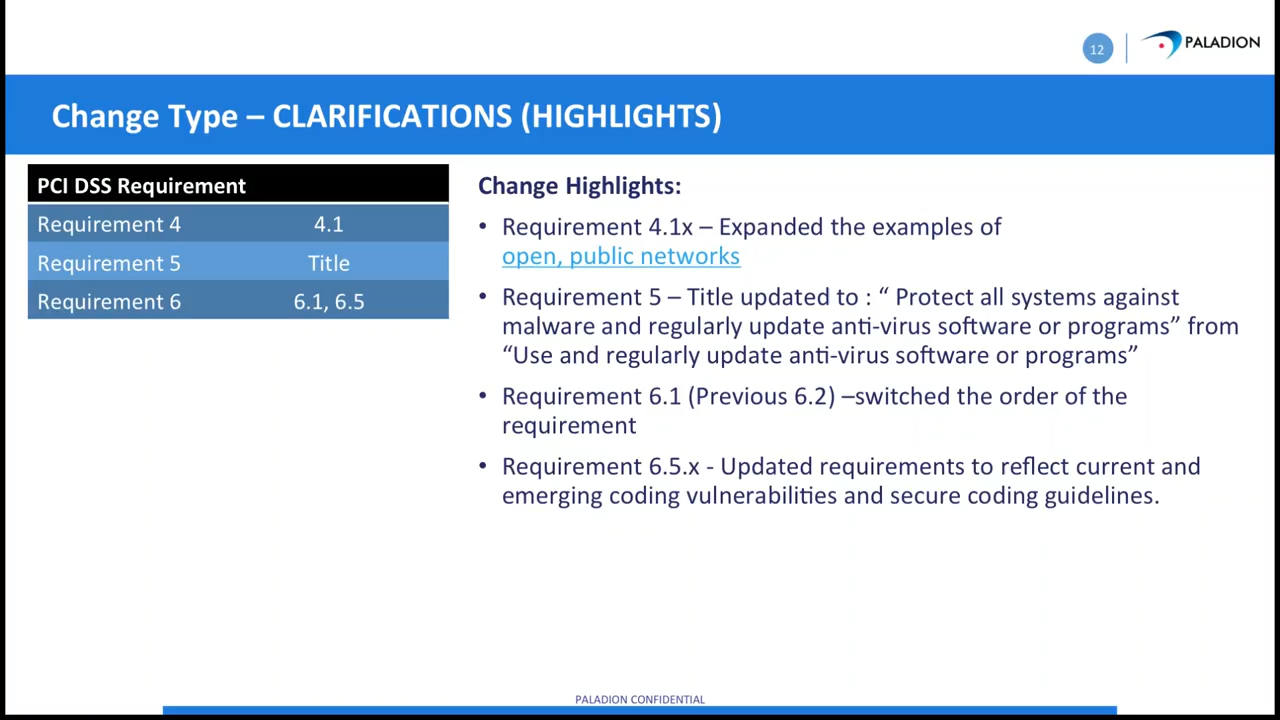 12
PALADION
Change Type – CLARIFICATIONS (HIGHLIGHTS)
PCI DSS Requirement
Requirement 4 4.1
Requirement 5 Title
Requirement 6 6.1, 6.5
Change Highlights:
• Requirement 4.1x – Expanded the examples of
open, public networks
• Requirement 5 – Title updated to : “ Protect all systems against
malware and regularly update anti-virus software or programs” from
“Use and regularly update anti-virus software or programs”
• Requirement 6.1 (Previous 6.2) –switched the order of the
requirement
• Requirement 6.5.x - Updated requirements to reflect current and
emerging coding vulnerabilities and secure coding guidelines.
PALADION CONFIDENTIAL